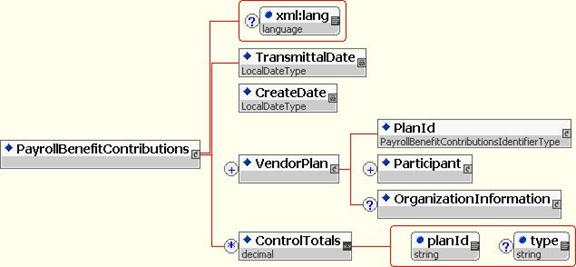 xml:lang
language
TransmittalDate
LocalDateType
CreateDate
LocalDateType
PayrollBenefitContributions
VendorPlan
PlanId
PayrollBenefitContributionsIdentifierType
Participant
OrganizationInformation
ControlTotals
decimal
planId
string
type
string